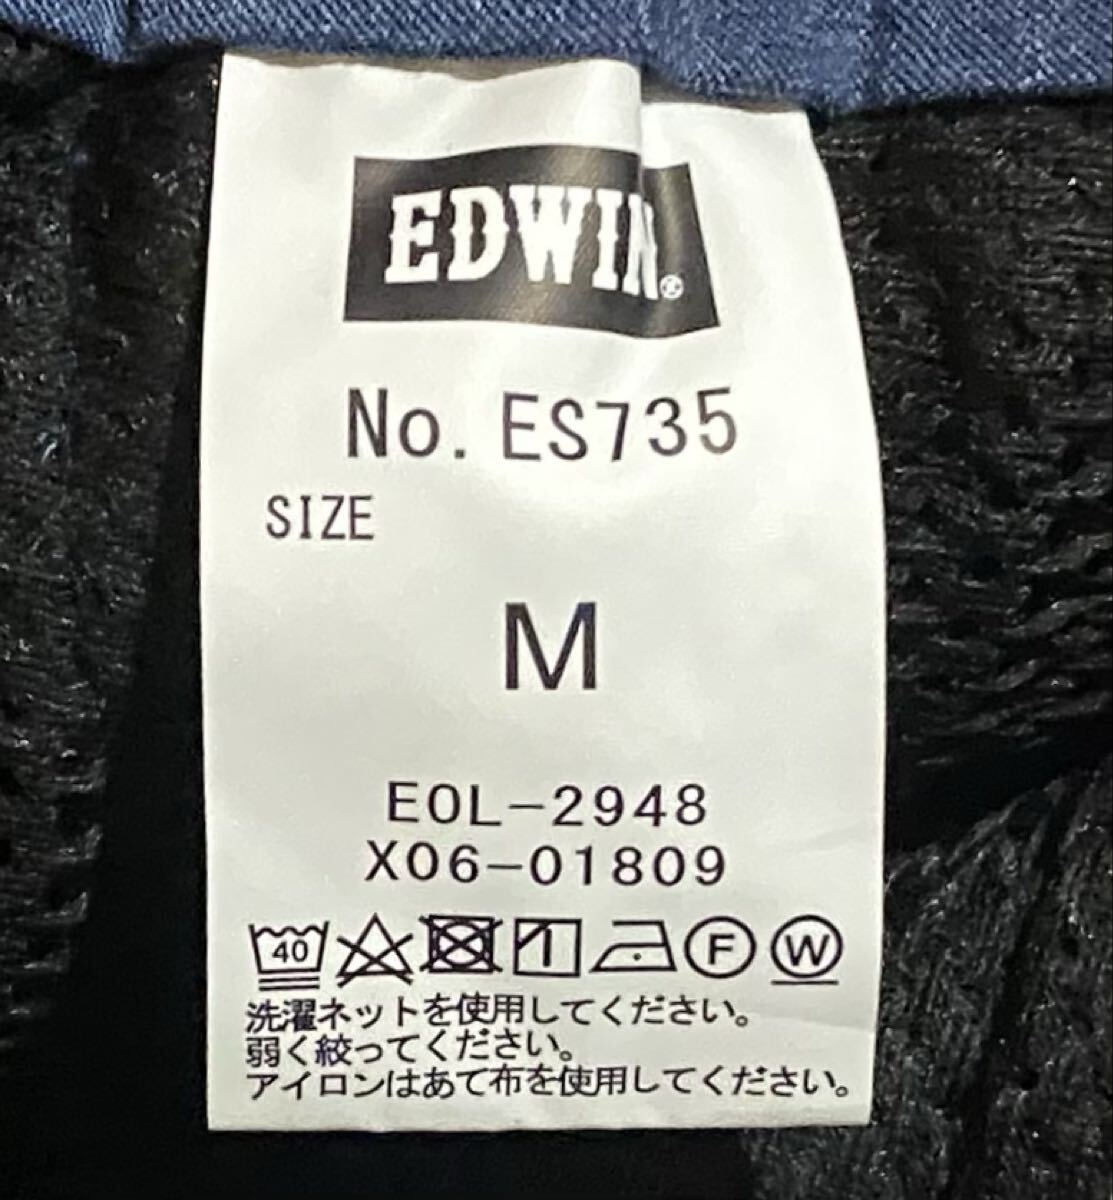 EDWIN®
No. ES735
SIZE
M
EOL-2948
X06-01809
40 F W
洗濯ネットを使用してください。
弱く絞ってください。
アイロンはあて布を使用してください。